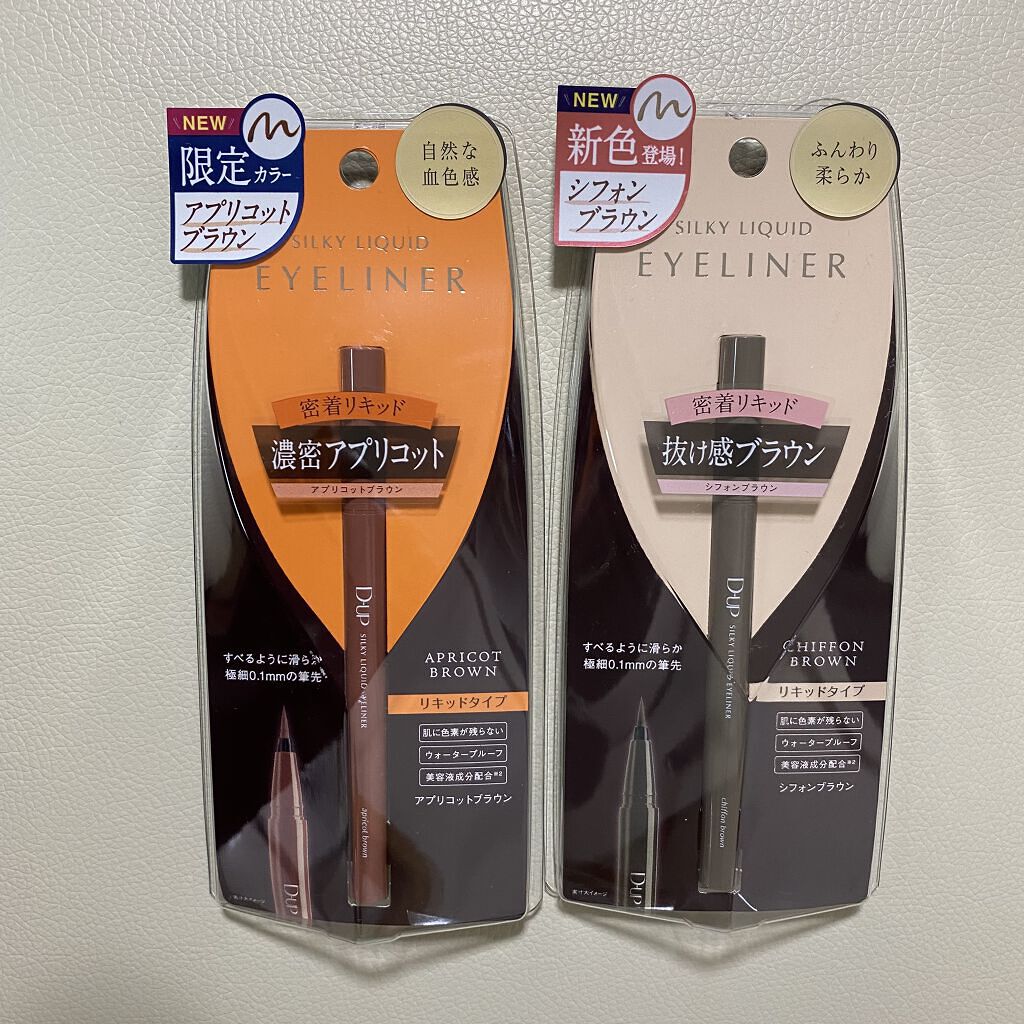 NEW
限定カラー
アプリコット
ブラウン
自然な
血色感
SILKY LIQUID
EYELINER
密着リキッド
濃密アプリコット
アプリコットブラウン
D-UP SILKY LIQUID EYELINER
apricot brown
すべるように滑らか
極細0.1mmの筆先
APRICOT
BROWN
リキッドタイプ
肌に色素が残らない
ウォータープルーフ
美容液成分配合※2
アプリコットブラウン
D-UP
NEW
新色登場!
シフォン
ブラウン
ふんわり
柔らか
SILKY LIQUID
EYELINER
密着リキッド
抜け感ブラウン
シフォンブラウン
D-UP SILKY LIQUID EYELINER
chiffon brown
すべるように滑らか
極細0.1mmの筆先
CHIFFON
BROWN
リキッドタイプ
肌に色素が残らない
ウォータープルーフ
美容液成分配合※2
シフォンブラウン
D-UP